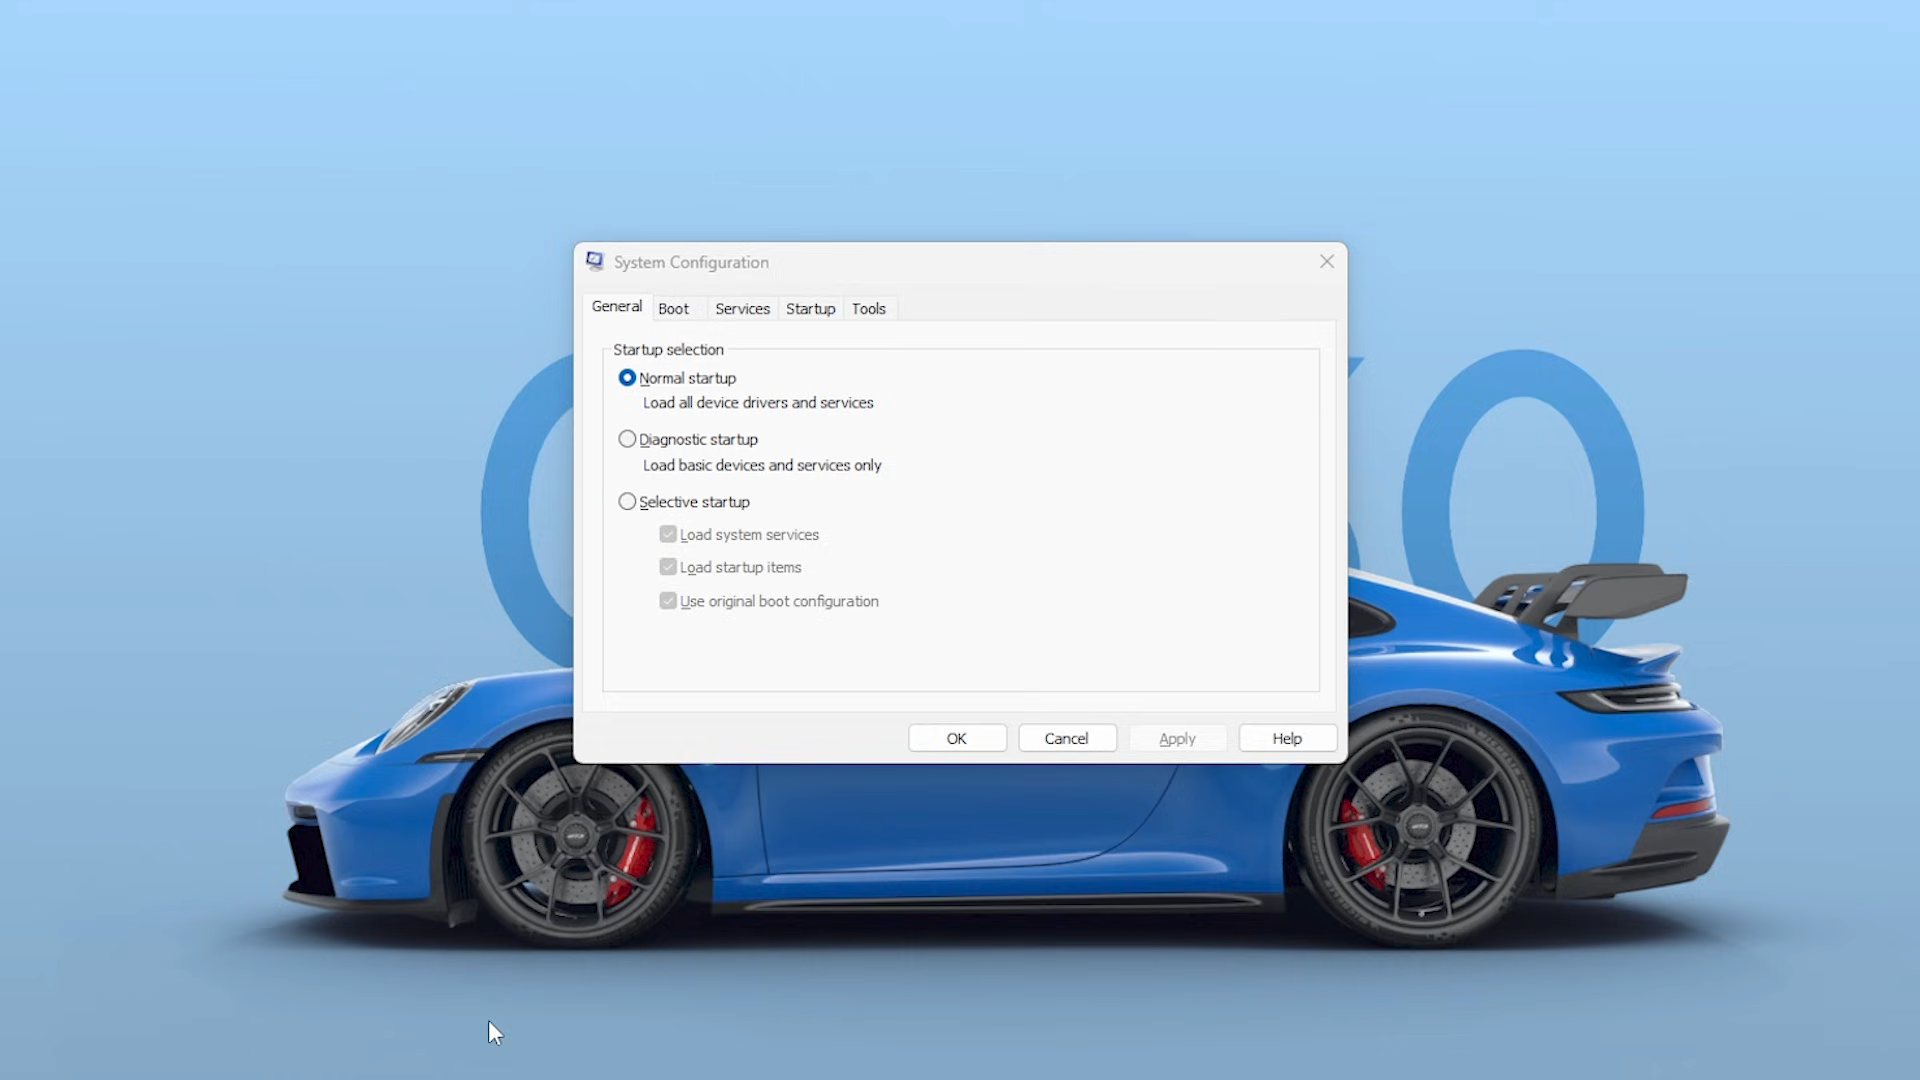 System Configuration
General
Boot
Services
Startup
Tools
Startup selection
Normal startup
Load all device drivers and services
Diagnostic startup
Load basic devices and services only
Selective startup
Load system services
Load startup items
Use original boot configuration
OK
Cancel
Apply
Help